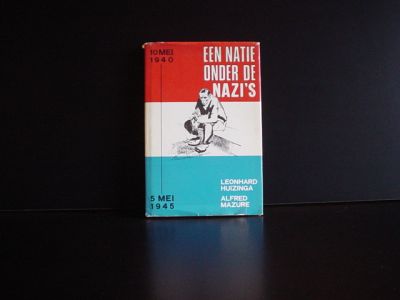 10 MEI
1940
EEN NATIE
ONDER DE
NAZI'S
LEONHARD
HUIZINGA
ALFRED
MAZURE
5 MEI
1945